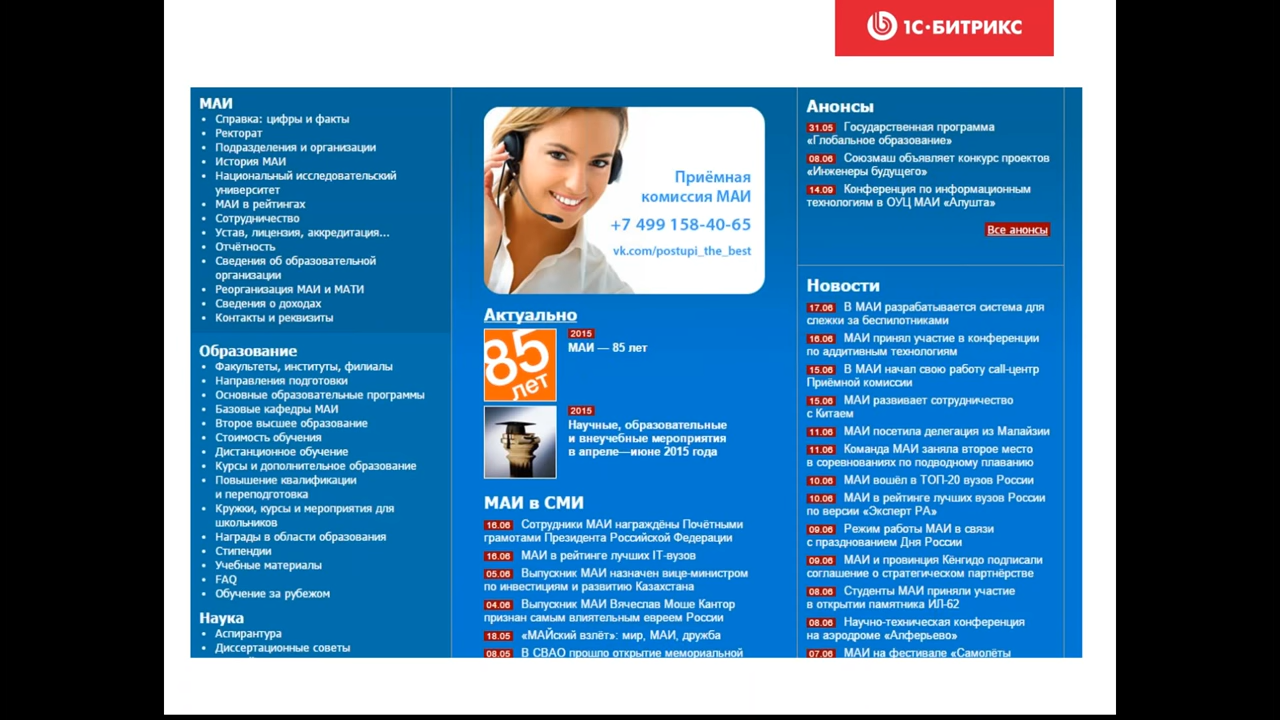 1С·БИТРИКС
МАИ
Справка: цифры и факты
Ректорат
Подразделения и организации
История МАИ
Национальный исследовательский
университет
МАИ в рейтингах
Сотрудничество
Устав, лицензия, аккредитация...
Отчётность
Сведения об образовательной
организации
Реорганизация МАИ и МАТИ
Сведения о доходах
Контакты и реквизиты
Образование
Факультеты, институты, филиалы
Направления подготовки
Основные образовательные программы
Базовые кафедры МАИ
Второе высшее образование
Стоимость обучения
Дистанционное обучение
Курсы и дополнительное образование
Повышение квалификации
и переподготовка
Кружки, курсы и мероприятия для
школьников
Награды в области образования
Стипендии
Учебные материалы
FAQ
Обучение за рубежом
Наука
Аспирантура
Диссертационные советы
Приёмная
комиссия МАИ
+7 499 158-40-65
vk.com/postupi_the_best
Актуально
85
лет
2015
МАИ — 85 лет
2015
Научные, образовательные
и внеучебные мероприятия
в апреле—июне 2015 года
МАИ в СМИ
16.06 Сотрудники МАИ награждёны Почётными
грамотами Президента Российской Федерации
16.06 МАИ в рейтинге лучших IT-вузов
05.06 Выпускник МАИ назначен вице-министром
по инвестициям и развитию Казахстана
04.06 Выпускник МАИ Вячеслав Моше Кантор
признан самым влиятельным евреем России
18.05 «МАЙский взлёт»: мир, МАИ, дружба
08.05 В СВАО прошло открытие мемориальной
Анонсы
31.05 Государственная программа
«Глобальное образование»
08.06 Союзмаш объявляет конкурс проектов
«Инженеры будущего»
14.09 Конференция по информационным
технологиям в ОУЦ МАИ «Алушта»
Все анонсы
Новости
17.06 В МАИ разрабатывается система для
слежки за беспилотниками
16.06 МАИ принял участие в конференции
по аддитивным технологиям
15.06 В МАИ начал свою работу call-центр
Приёмной комиссии
15.06 МАИ развивает сотрудничество
с Китаем
11.06 МАИ посетила делегация из Малайзии
11.06 Команда МАИ заняла второе место
в соревнованиях по подводному плаванию
10.06 МАИ вошёл в ТОП-20 вузов России
10.06 МАИ в рейтинге лучших вузов России
по версии «Эксперт РА»
09.06 Режим работы МАИ в связи
с празднованием Дня России
09.06 МАИ и провинция Кёнгидо подписали
соглашение о стратегическом партнёрстве
08.06 Студенты МАИ приняли участие
в открытии памятника ИЛ-62
08.06 Научно-техническая конференция
на аэродроме «Алферьево»
07.06 МАИ на фестивале «Самолёты